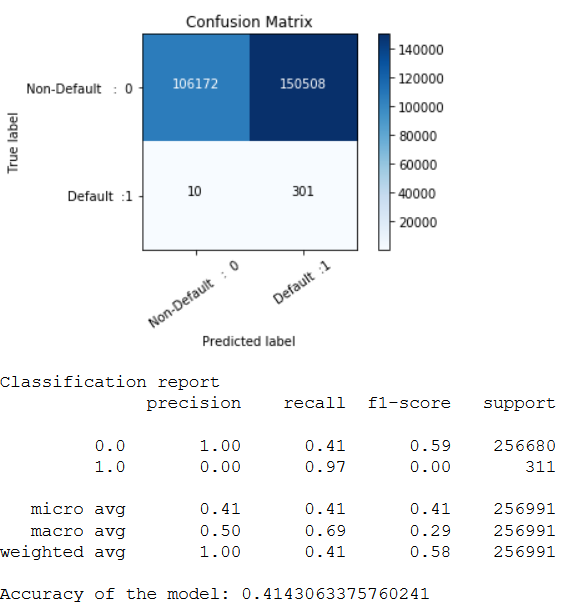 Confusion Matrix
106172 150508
10 301
Non-Default : 0
Default :1
True label
Non-Default : 0
Default :1
Predicted label
140000
120000
100000
80000
60000
40000
20000
Classification report
precision recall f1-score support
0.0 1.00 0.41 0.59 256680
1.0 0.00 0.97 0.00 311
micro avg 0.41 0.41 0.41 256991
macro avg 0.50 0.69 0.29 256991
weighted avg 1.00 0.41 0.58 256991
Accuracy of the model: 0.4143063375760241